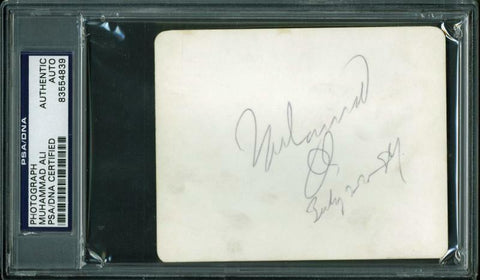 PSA/DNA
PHOTOGRAPH
MUHAMMAD ALI
PSA/DNA CERTIFIED
AUTHENTIC
AUTO
83554839
Muhammad